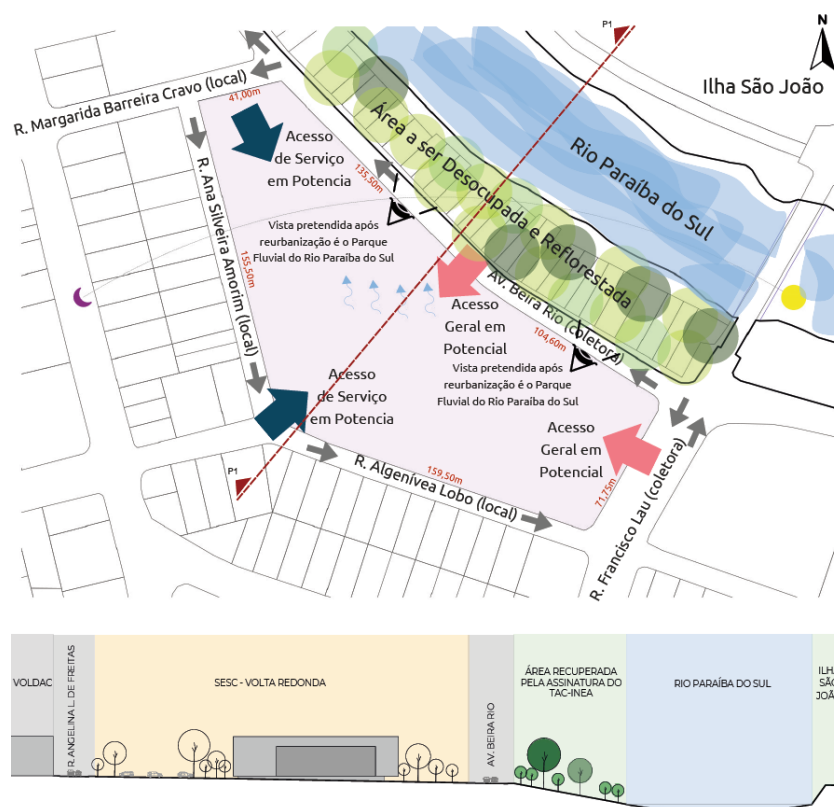 P1
N
Ilha São João
R. Margarida Barreira Cravo (local)
41,00m
Acesso
de Serviço
em Potencia
Área a ser Desocupada e Reflorestada
Rio Paraíba do Sul
135,50m
R. Ana Silveira Amorim (local)
155,50m
Vista pretendida após
reurbanização é o Parque
Fluvial do Rio Paraíba do Sul
Av. Beira Rio (coletora)
Acesso
Geral em
Potencial
104,60m
Vista pretendida após
reurbanização é o Parque
Fluvial do Rio Paraíba do Sul
Acesso
de Serviço
em Potencia
Acesso
Geral em
Potencial
P1
R. Algenívea Lobo (local)
159,50m
71,75m
R. Francisco Lau (coletora)
VOLDAC
R. ANGELINA L. DE FREITAS
SESC - VOLTA REDONDA
AV. BEIRA RIO
ÁREA RECUPERADA
PELA ASSINATURA DO
TAC-INEA
RIO PARAÍBA DO SUL
ILHA
SÃO
JOÃO